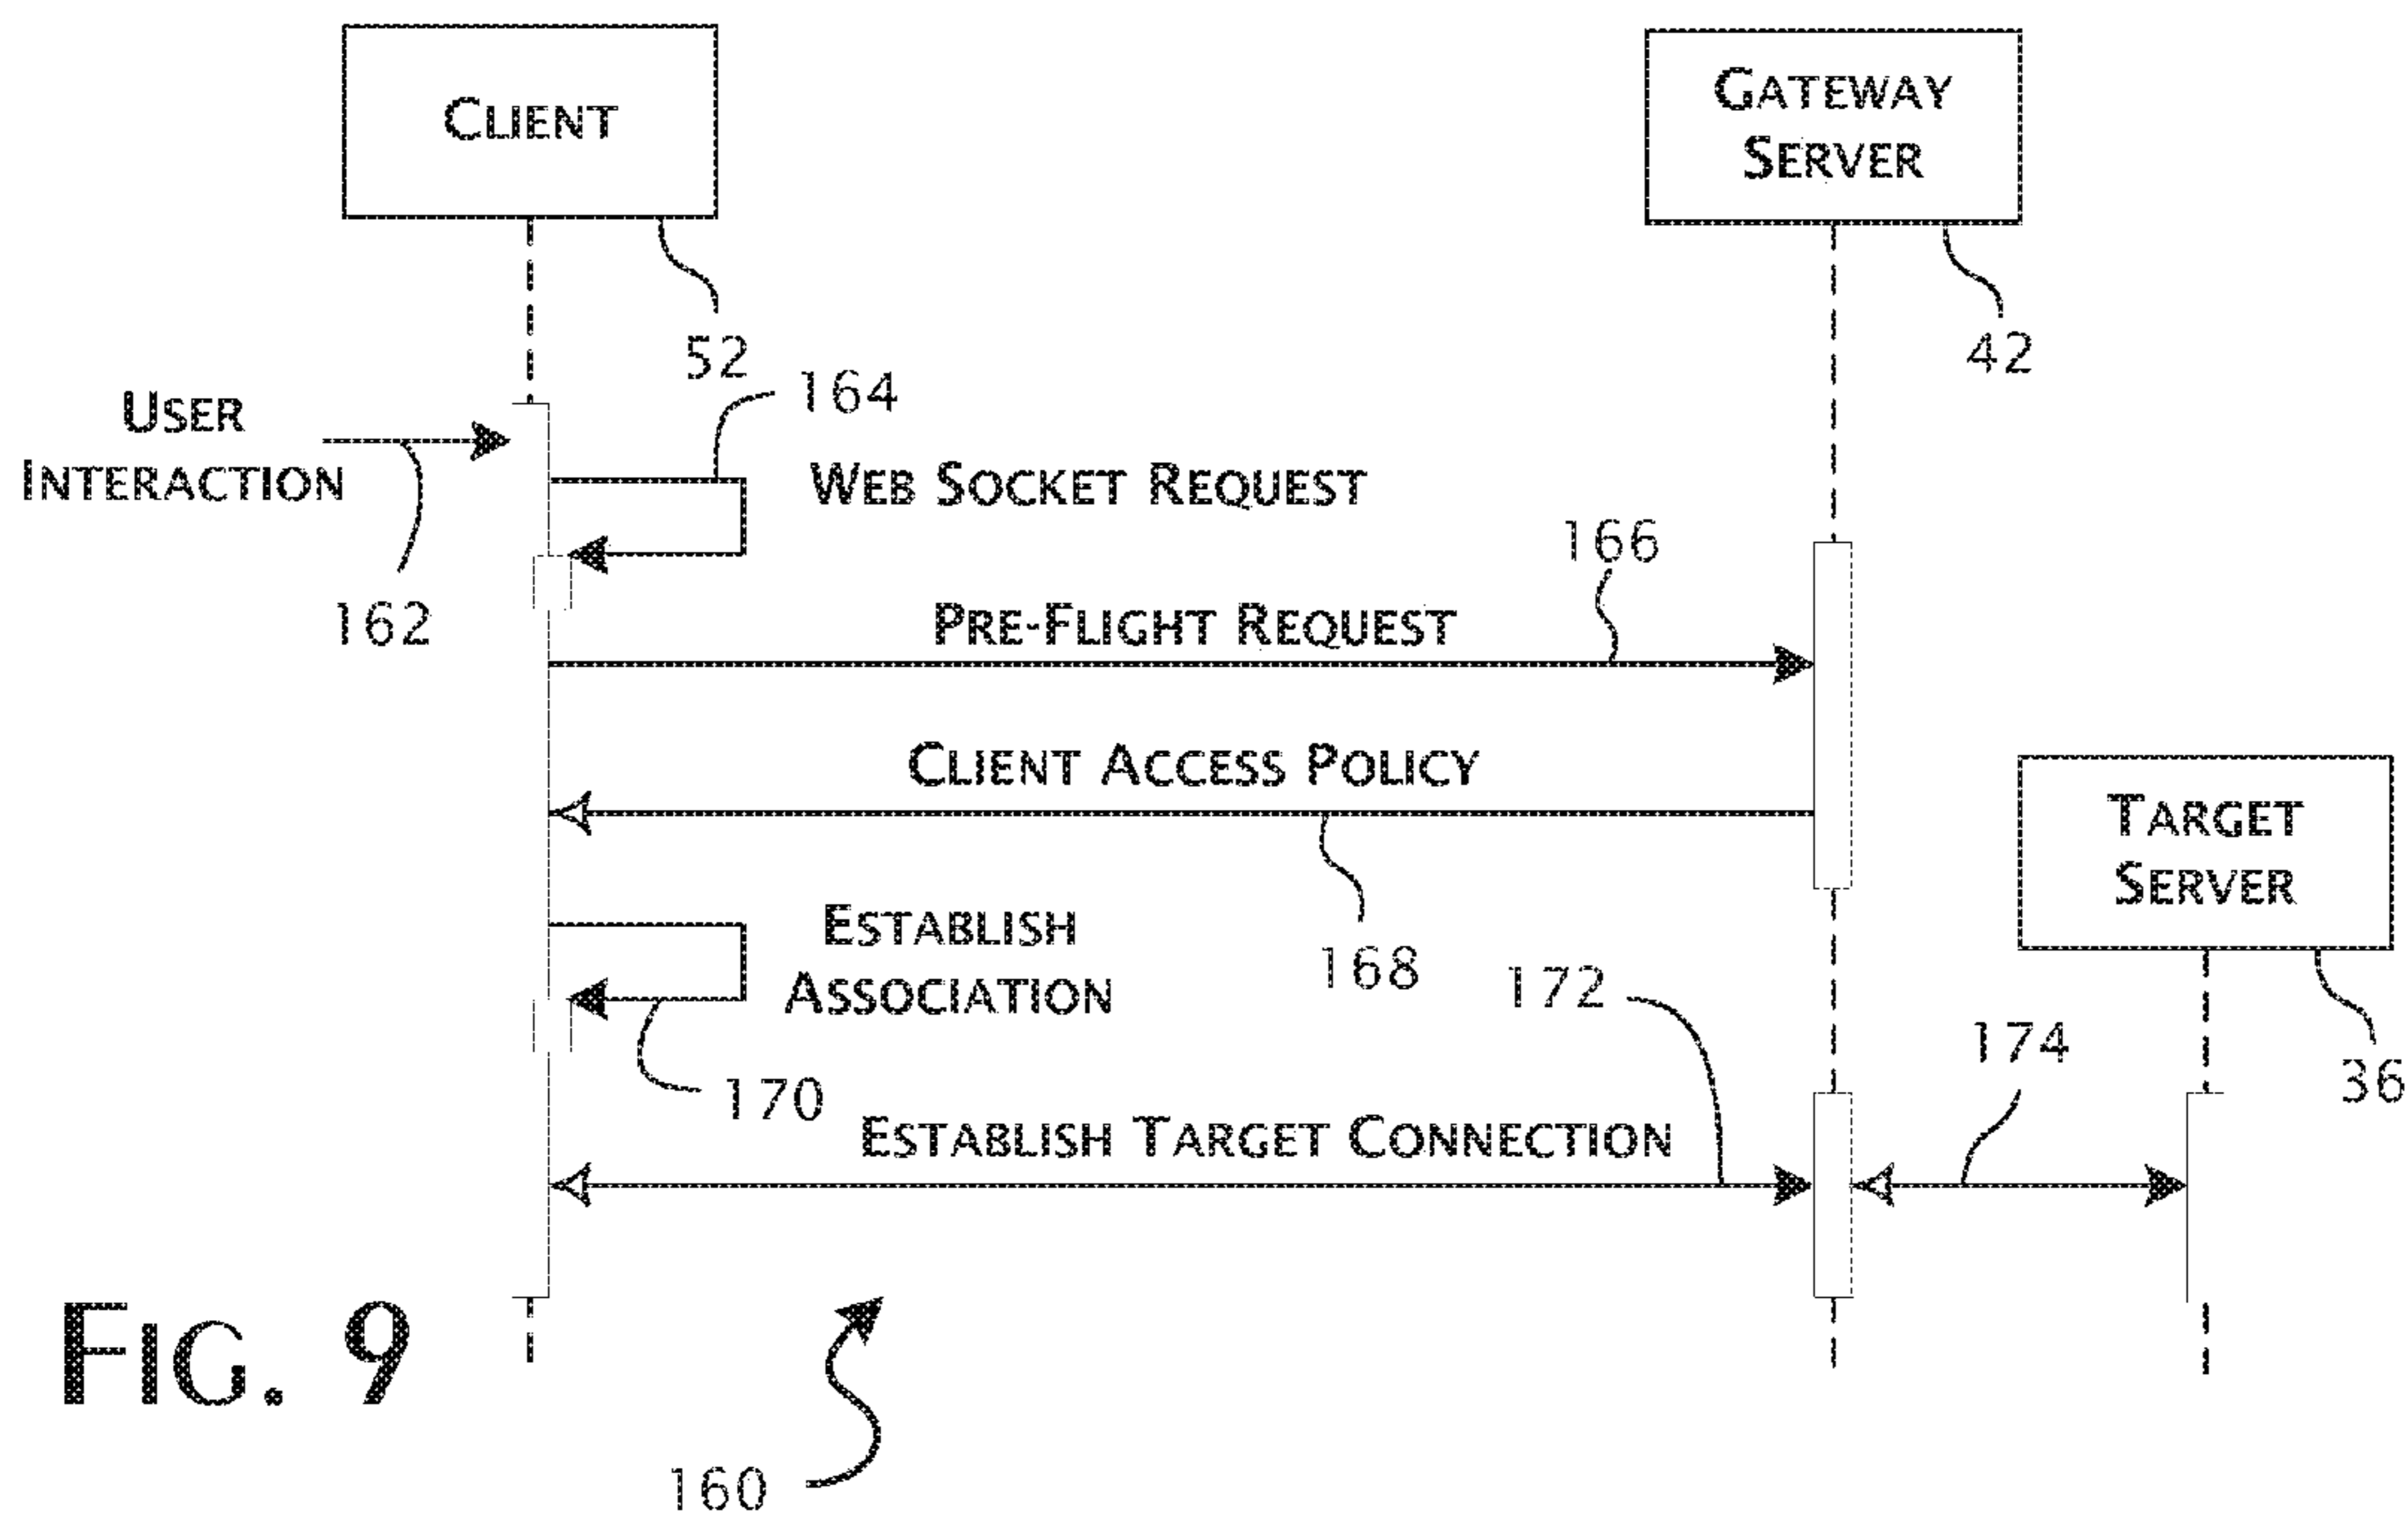 CLIENT
GATEWAY
SERVER
52
42
164
USER
INTERACTION
WEB SOCKET REQUEST
162
166
PRE-FLIGHT REQUEST
CLIENT ACCESS POLICY
TARGET
SERVER
168
ESTABLISH
ASSOCIATION
172
174
36
170
ESTABLISH TARGET CONNECTION
FIG. 9
160